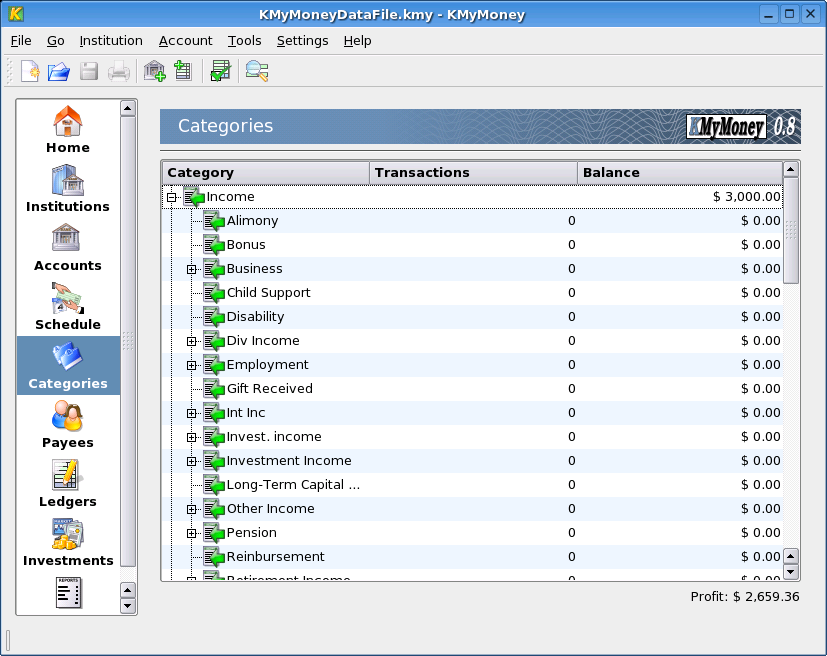 KMyMoneyDataFile.kmy - KMyMoney
File Go Institution Account Tools Settings Help
Home
Institutions
Accounts
Schedule
Categories
Payees
Ledgers
Investments
REPORTS
Categories
KMyMoney 0.8
Category Transactions Balance
Income $ 3,000.00
Alimony 0 $ 0.00
Bonus 0 $ 0.00
Business 0 $ 0.00
Child Support 0 $ 0.00
Disability 0 $ 0.00
Div Income 0 $ 0.00
Employment 0 $ 0.00
Gift Received 0 $ 0.00
Int Inc 0 $ 0.00
Invest. income 0 $ 0.00
Investment Income 0 $ 0.00
Long-Term Capital ... 0 $ 0.00
Other Income 0 $ 0.00
Pension 0 $ 0.00
Reinbursement 0 $ 0.00
Retirement Income 0 $ 0.00
Profit: $ 2,659.36